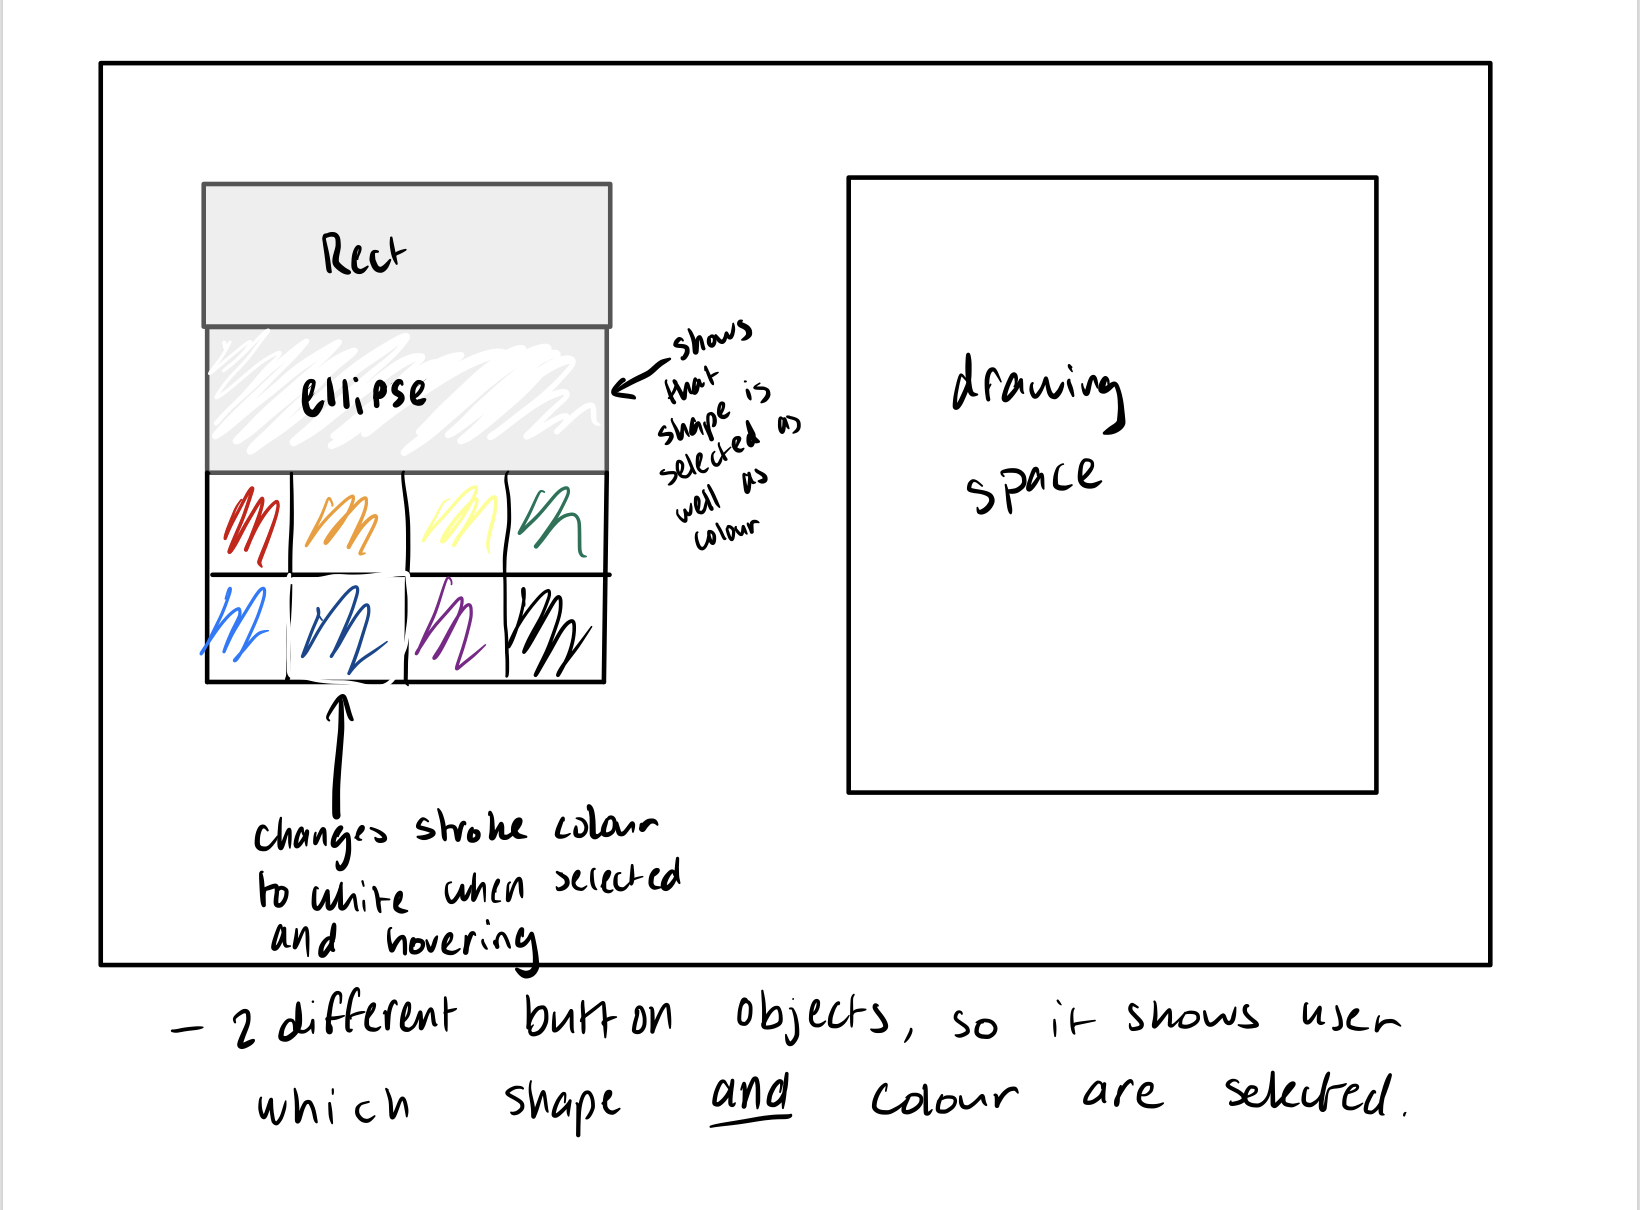 Rect
ellipse
shows
that
shape is
selected as
well as
colour
drawing
space
changes stroke colour
to white when selected
and hovering
- 2 different button objects, so it shows user
which shape and colour are selected.